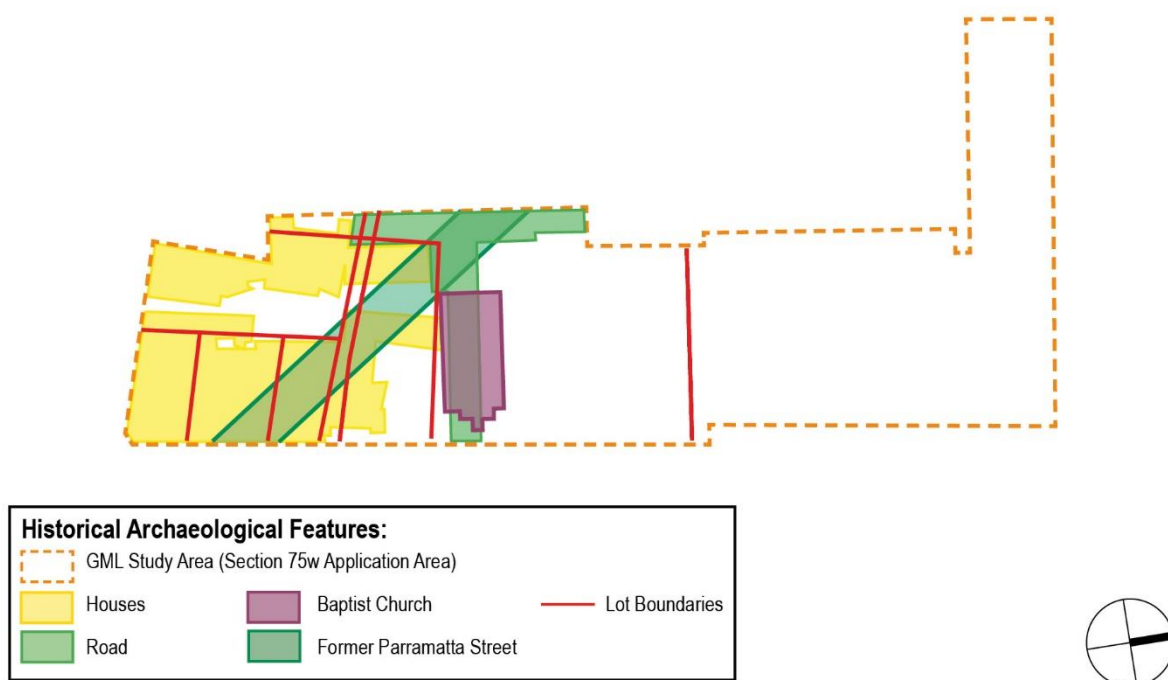 Historical Archaeological Features:
GML Study Area (Section 75w Application Area)
Houses
Baptist Church
Lot Boundaries
Road
Former Parramatta Street